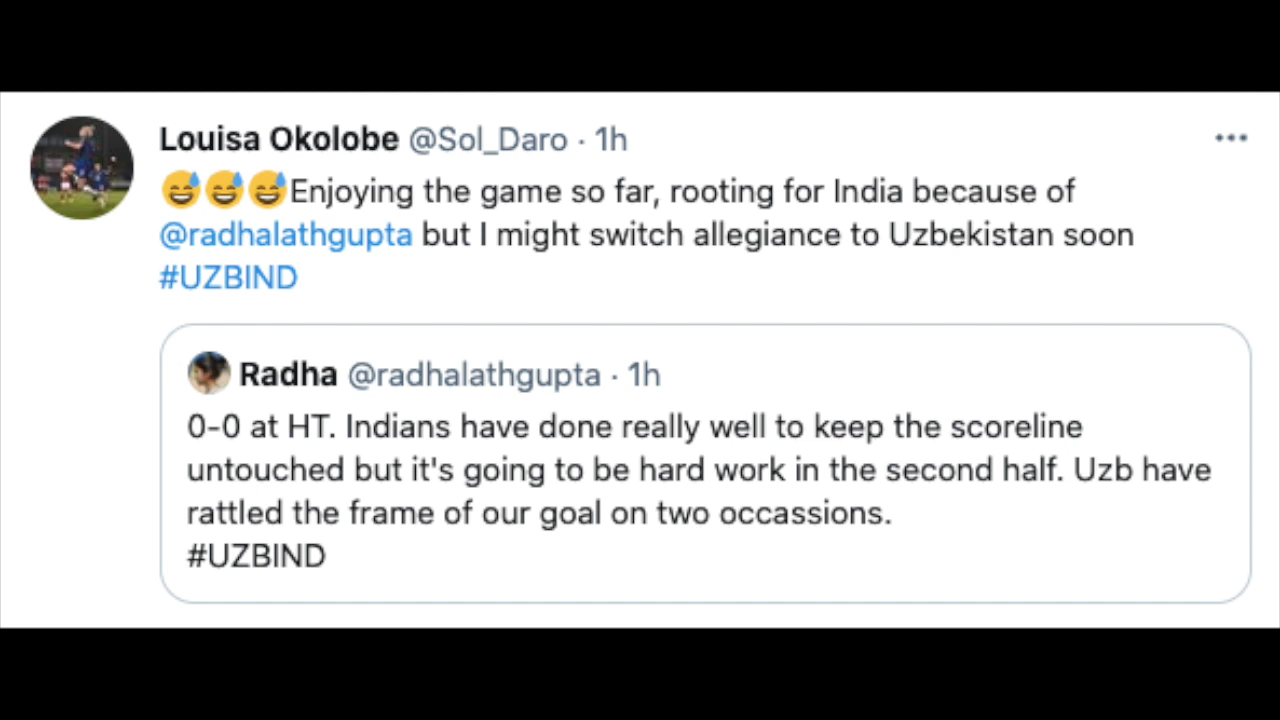 Louisa Okolobe @Sol_Daro · 1h
😅😅😅Enjoying the game so far, rooting for India because of
@radhalathgupta but I might switch allegiance to Uzbekistan soon
#UZBIND
Radha @radhalathgupta · 1h
0-0 at HT. Indians have done really well to keep the scoreline
untouched but it's going to be hard work in the second half. Uzb have
rattled the frame of our goal on two occassions.
#UZBIND